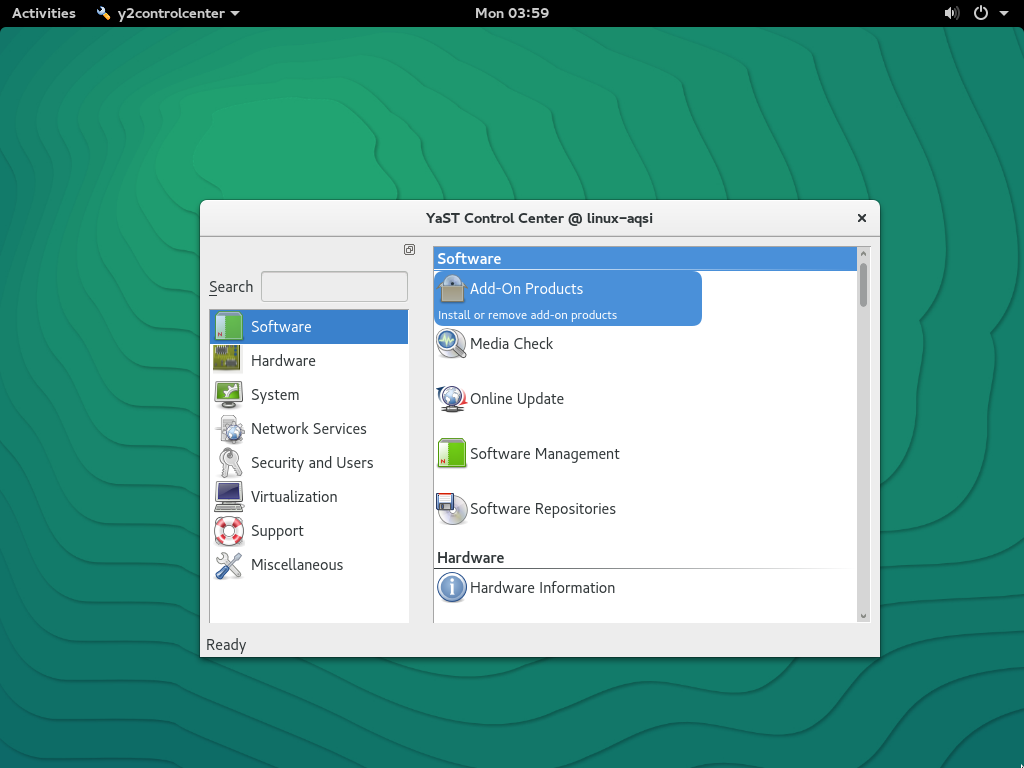 Activities y2controlcenter Mon 03:59
YaST Control Center @ linux-aqsi
Search
Software
Hardware
System
Network Services
Security and Users
Virtualization
Support
Miscellaneous
Software
Add-On Products
Install or remove add-on products
Media Check
Online Update
Software Management
Software Repositories
Hardware
Hardware Information
Ready